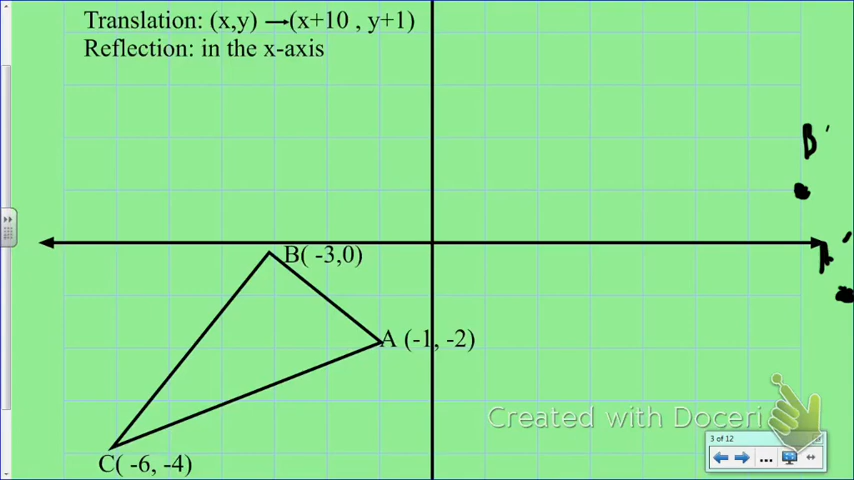 Translation: (x,y) →(x+10 , y+1)
Reflection: in the x-axis
B'
A'
B( -3,0)
A (-1, -2)
C( -6, -4)
Created with Doceri
3 of 12
...